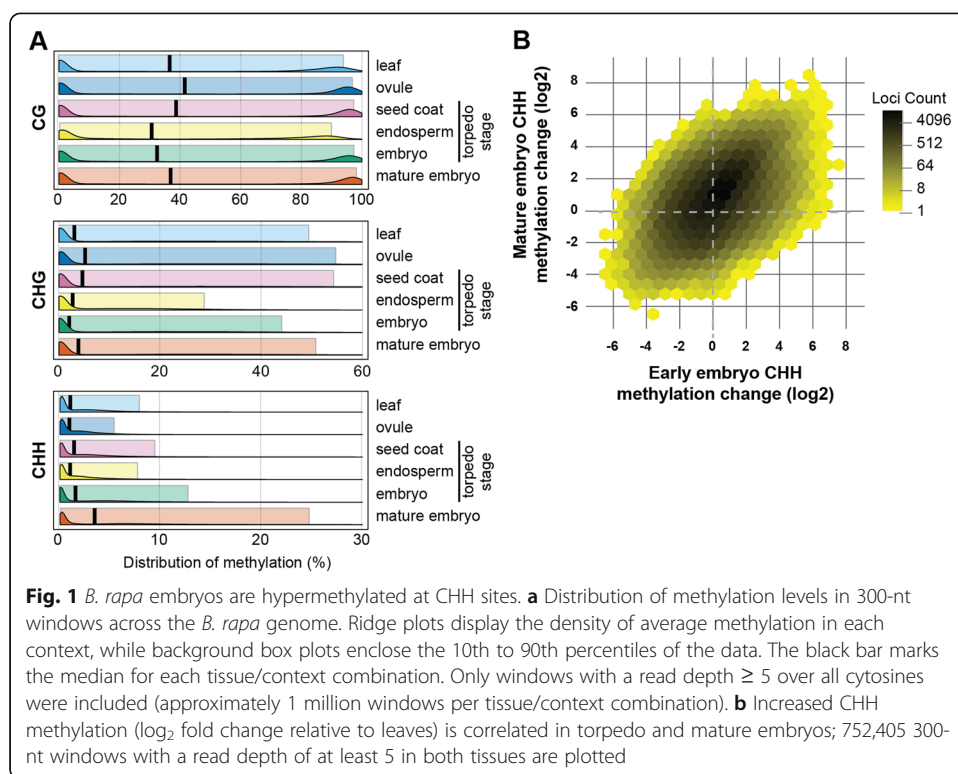 A
CG
leaf
ovule
seed coat
endosperm
embryo
mature embryo
torpedo
stage
0 20 40 60 80 100
CHG
leaf
ovule
seed coat
endosperm
embryo
mature embryo
torpedo
stage
0 20 40 60
CHH
leaf
ovule
seed coat
endosperm
embryo
mature embryo
torpedo
stage
0 10 20 30
Distribution of methylation (%)
B
Mature embryo CHH
methylation change (log2)
8
6
4
2
0
-2
-4
-6
-6 -4 -2 0 2 4 6 8
Early embryo CHH
methylation change (log2)
Loci Count
4096
512
64
8
1
Fig. 1 B. rapa embryos are hypermethylated at CHH sites. a Distribution of methylation levels in 300-nt
windows across the B. rapa genome. Ridge plots display the density of average methylation in each
context, while background box plots enclose the 10th to 90th percentiles of the data. The black bar marks
the median for each tissue/context combination. Only windows with a read depth ≥ 5 over all cytosines
were included (approximately 1 million windows per tissue/context combination). b Increased CHH
methylation (log2 fold change relative to leaves) is correlated in torpedo and mature embryos; 752,405 300-
nt windows with a read depth of at least 5 in both tissues are plotted